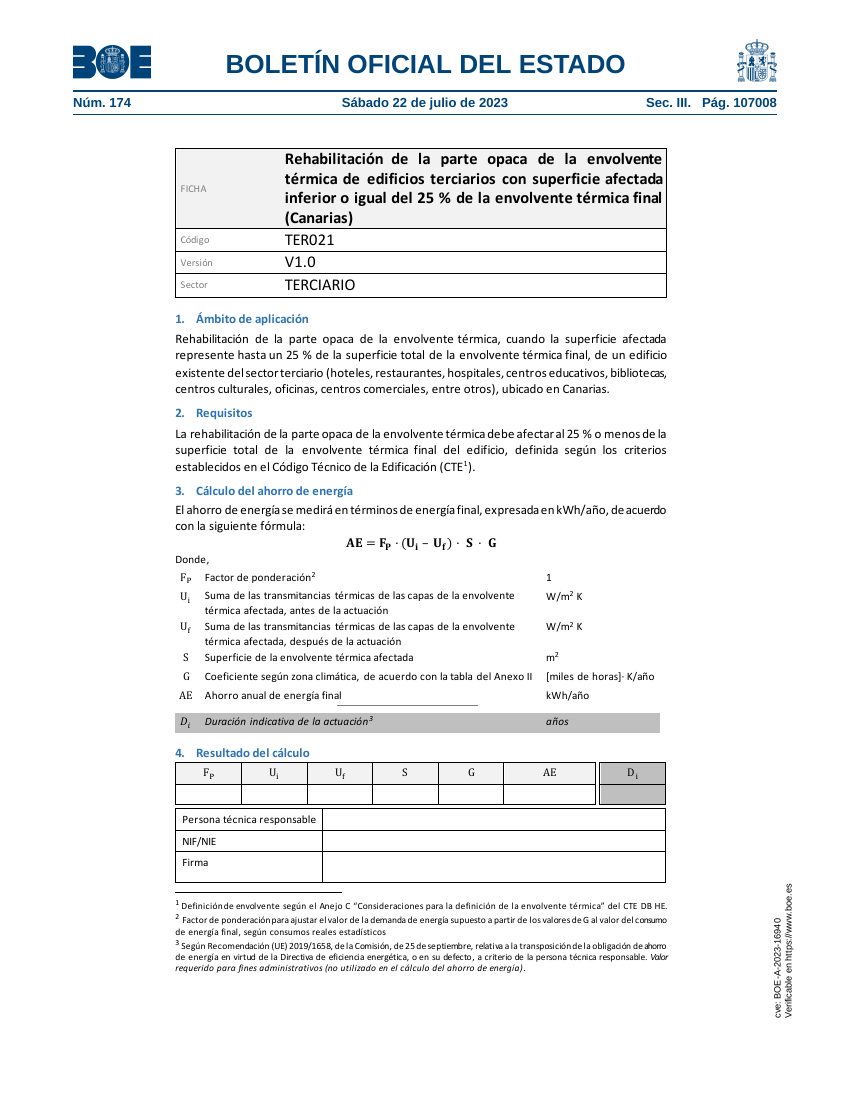 BOE
BOLETÍN OFICIAL DEL ESTADO
Núm. 174
Sábado 22 de julio de 2023
Sec. III. Pág. 107008
FICHA
Rehabilitación de la parte opaca de la envolvente
térmica de edificios terciarios con superficie afectada
inferior o igual del 25 % de la envolvente térmica final
(Canarias)
Código TER021
Versión V1.0
Sector TERCIARIO
1. Ámbito de aplicación
Rehabilitación de la parte opaca de la envolvente térmica, cuando la superficie afectada
represente hasta un 25 % de la superficie total de la envolvente térmica final, de un edificio
existente del sector terciario (hoteles, restaurantes, hospitales, centros educativos, bibliotecas,
centros culturales, oficinas, centros comerciales, entre otros), ubicado en Canarias.
2. Requisitos
La rehabilitación de la parte opaca de la envolvente térmica debe afectar al 25 % o menos de la
superficie total de la envolvente térmica final del edificio, definida según los criterios
establecidos en el Código Técnico de la Edificación (CTE¹).
3. Cálculo del ahorro de energía
El ahorro de energía se medirá en términos de energía final, expresada en kWh/año, de acuerdo
con la siguiente fórmula:
AE = F_P · (U_i – U_f) · S · G
Donde,
F_P Factor de ponderación² 1
U_i Suma de las transmitancias térmicas de las capas de la envolvente W/m² K
térmica afectada, antes de la actuación
U_f Suma de las transmitancias térmicas de las capas de la envolvente W/m² K
térmica afectada, después de la actuación
S Superficie de la envolvente térmica afectada m²
G Coeficiente según zona climática, de acuerdo con la tabla del Anexo II [miles de horas]· K/año
AE Ahorro anual de energía final kWh/año
D_i Duración indicativa de la actuación³ años
4. Resultado del cálculo
F_P U_i U_f S G AE D_i
Persona técnica responsable
NIF/NIE
Firma
¹ Definición de envolvente según el Anejo C “Consideraciones para la definición de la envolvente térmica” del CTE DB HE.
² Factor de ponderación para ajustar el valor de la demanda de energía supuesto a partir de los valores de G al valor del consumo
de energía final, según consumos reales estadísticos
³ Según Recomendación (UE) 2019/1658, de la Comisión, de 25 de septiembre, relativa a la transposición de la obligación de ahorro
de energía en virtud de la Directiva de eficiencia energética, o en su defecto, a criterio de la persona técnica responsable. Valor
requerido para fines administrativos (no utilizado en el cálculo del ahorro de energía).
cve: BOE-A-2023-16940
Verificable en https://www.boe.es